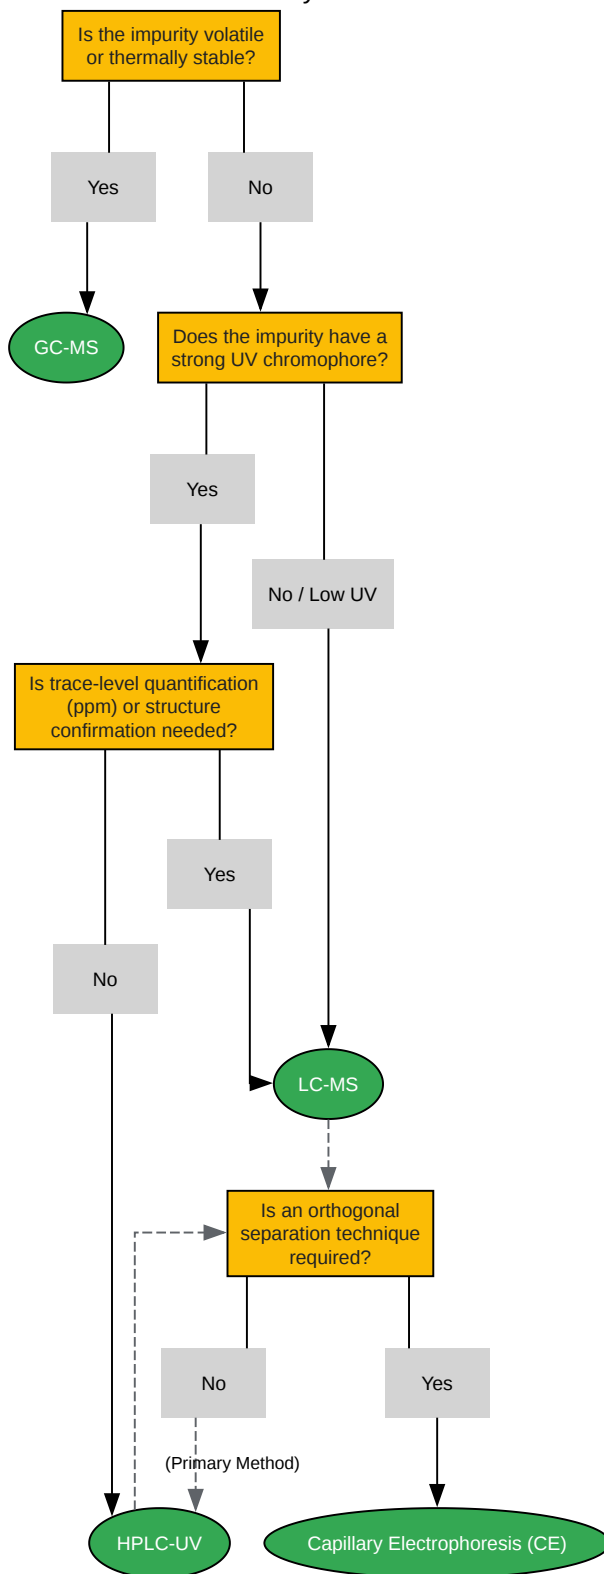 Is the impurity volatile
or thermally stable?
Yes
No
GC-MS
Does the impurity have a
strong UV chromophore?
Yes
No / Low UV
Is trace-level quantification
(ppm) or structure
confirmation needed?
Yes
No
LC-MS
Is an orthogonal
separation technique
required?
No
Yes
(Primary Method)
HPLC-UV
Capillary Electrophoresis (CE)